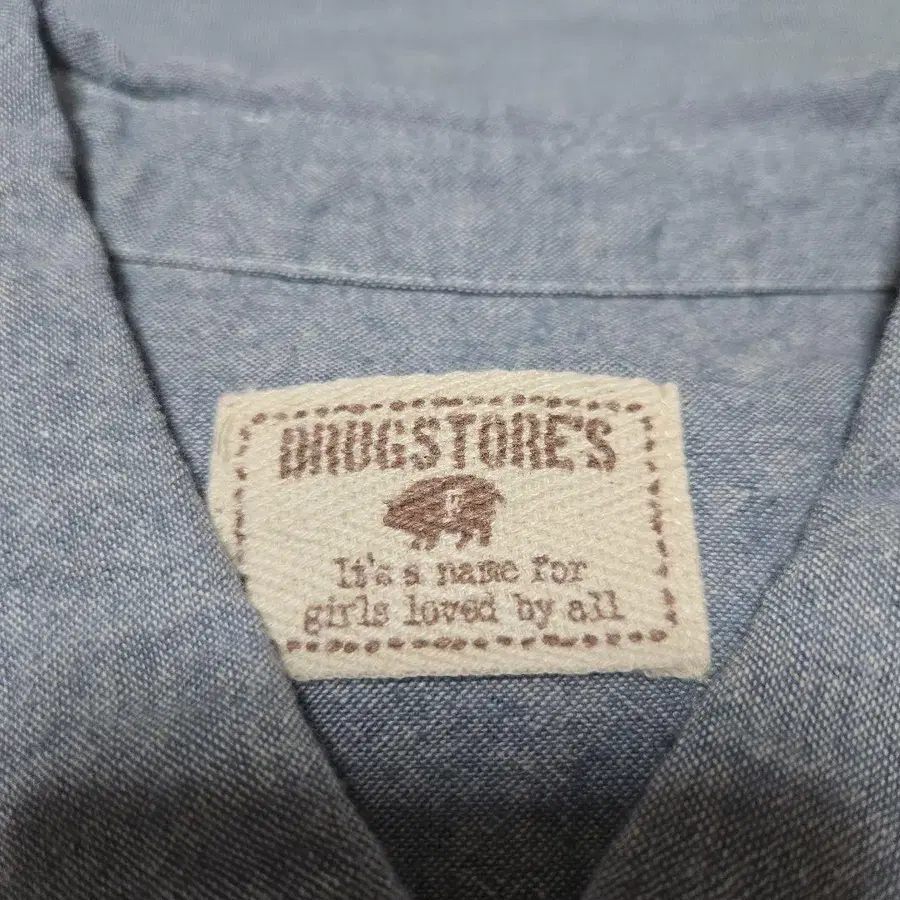 DRUGSTORE'S
It's a name for
girls loved by all